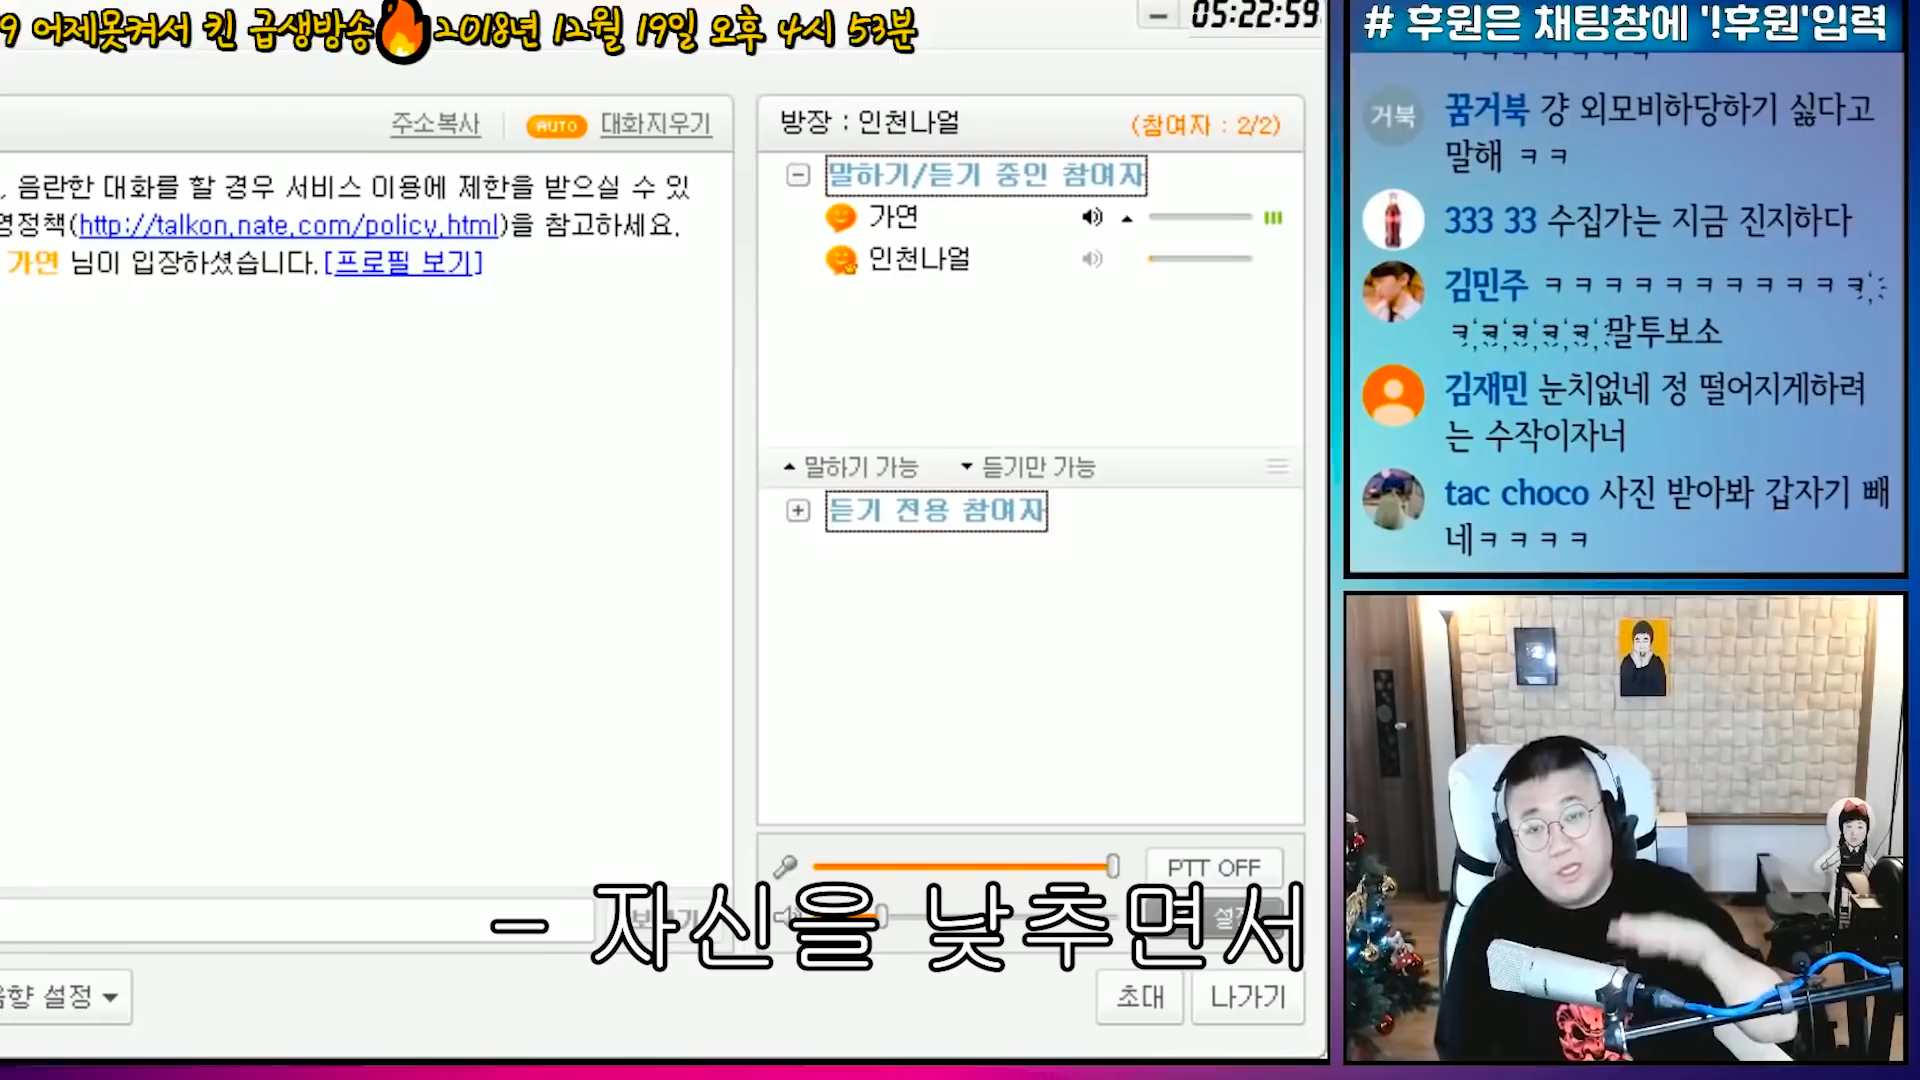 9 어제못켜서 킨 급생방송🔥2018년 12월 19일 오후 4시 53분
05:22:59
주소복사
AUTO
대화지우기
, 음란한 대화를 할 경우 서비스 이용에 제한을 받으실 수 있
영정책(http://talkon.nate.com/policy.html)을 참고하세요.
가연 님이 입장하셨습니다.[프로필 보기]
방장 : 인천나얼
(참여자 : 2/2)
말하기/듣기 중인 참여자
가연
인천나얼
말하기 가능
듣기만 가능
듣기 전용 참여자
PTT OFF
보내기
설정
- 자신을 낮추면서
음향 설정
초대
나가기
# 후원은 채팅창에 '!후원'입력
거북
꿈거북 걍 외모비하당하기 싫다고
말해 ㅋㅋ
333 33 수집가는 지금 진지하다
김민주 ㅋㅋㅋㅋㅋㅋㅋㅋㅋㅋㅋ
ㅋㅋㅋㅋㅋ말투보소
김재민 눈치없네 정 떨어지게하려
는 수작이자너
tac choco 사진 받아봐 갑자기 빼
네ㅋㅋㅋㅋ